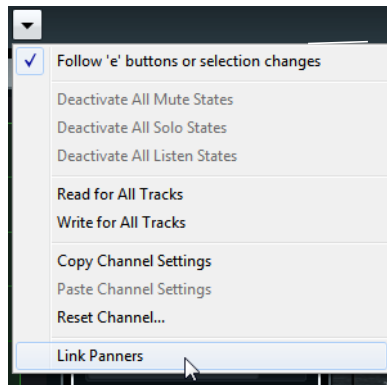 Follow 'e' buttons or selection changes
Deactivate All Mute States
Deactivate All Solo States
Deactivate All Listen States
Read for All Tracks
Write for All Tracks
Copy Channel Settings
Paste Channel Settings
Reset Channel...
Link Panners